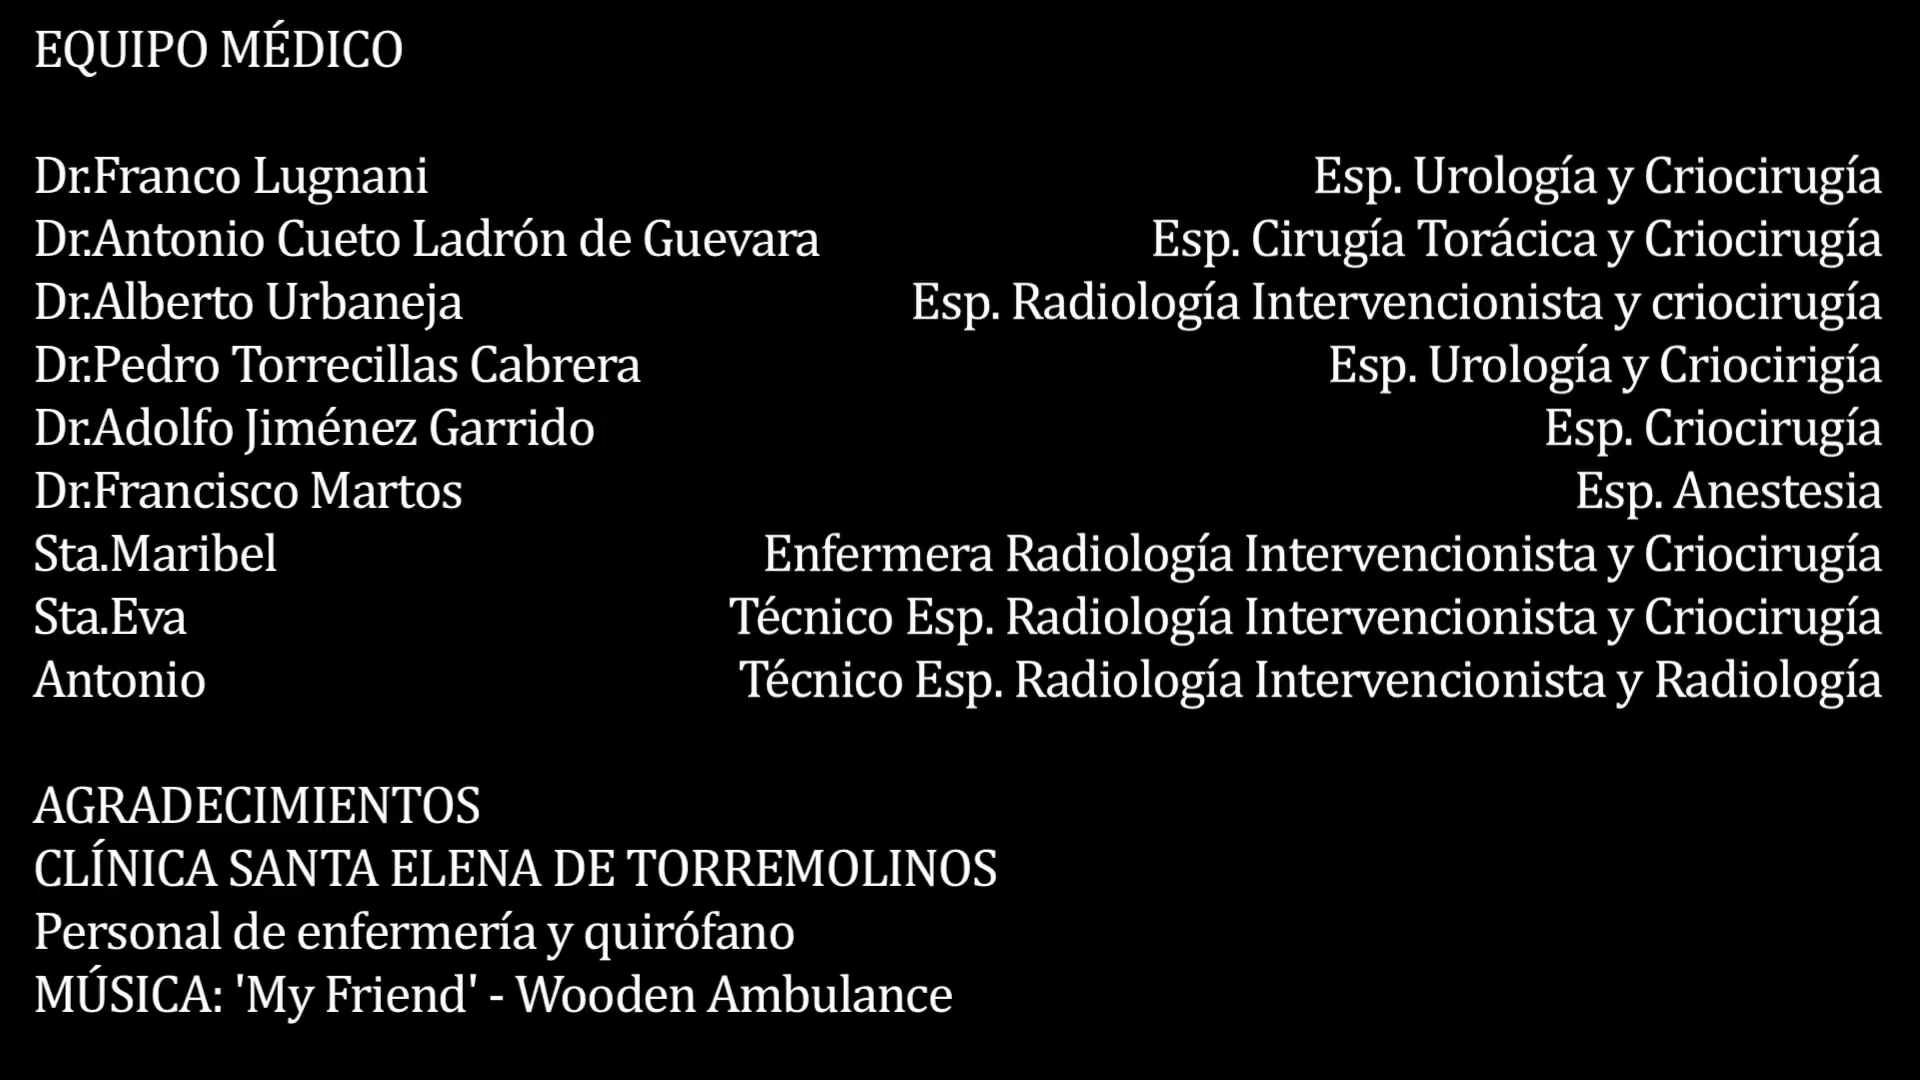 EQUIPO MÉDICO
Dr.Franco Lugnani Esp. Urología y Criocirugía
Dr.Antonio Cueto Ladrón de Guevara Esp. Cirugía Torácica y Criocirugía
Dr.Alberto Urbaneja Esp. Radiología Intervencionista y criocirugía
Dr.Pedro Torrecillas Cabrera Esp. Urología y Criocirigía
Dr.Adolfo Jiménez Garrido Esp. Criocirugía
Dr.Francisco Martos Esp. Anestesia
Sta.Maribel Enfermera Radiología Intervencionista y Criocirugía
Sta.Eva Técnico Esp. Radiología Intervencionista y Criocirugía
Antonio Técnico Esp. Radiología Intervencionista y Radiología
AGRADECIMIENTOS
CLÍNICA SANTA ELENA DE TORREMOLINOS
Personal de enfermería y quirófano
MÚSICA: 'My Friend' - Wooden Ambulance